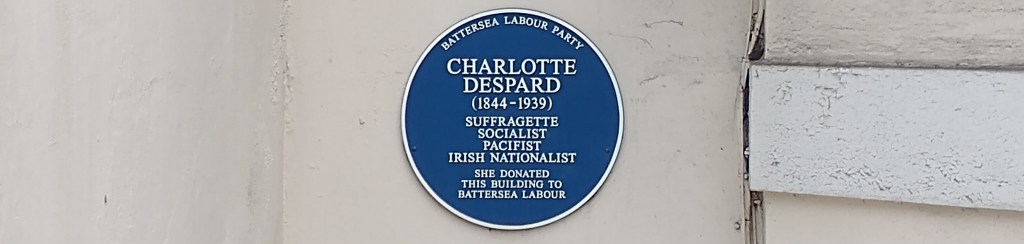 BATTERSEA LABOUR PARTY
CHARLOTTE
DESPARD
(1844-1939)
SUFFRAGETTE
SOCIALIST
PACIFIST
IRISH NATIONALIST
SHE DONATED
THIS BUILDING TO
BATTERSEA LABOUR